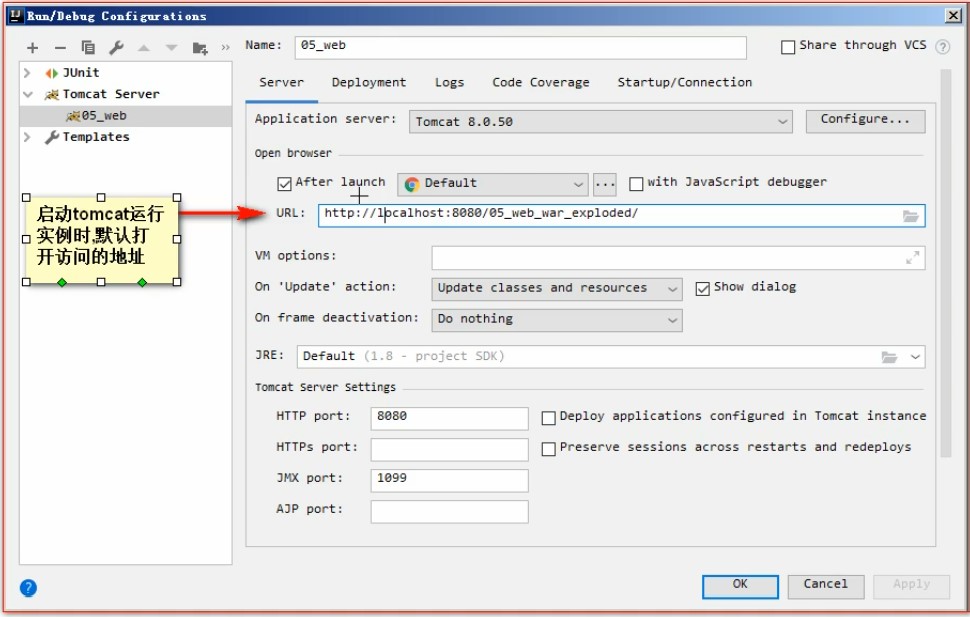 Run/Debug Configurations
Name: 05_web
Share through VCS
JUnit
Tomcat Server
05_web
Templates
Server Deployment Logs Code Coverage Startup/Connection
Application server: Tomcat 8.0.50 Configure...
Open browser
After launch Default ... with JavaScript debugger
URL: http://localhost:8080/05_web_war_exploded/
启动tomcat运行
实例时,默认打
开访问的地址
VM options:
On 'Update' action: Update classes and resources Show dialog
On frame deactivation: Do nothing
JRE: Default (1.8 - project SDK)
Tomcat Server Settings
HTTP port: 8080 Deploy applications configured in Tomcat instance
HTTPs port: Preserve sessions across restarts and redeploys
JMX port: 1099
AJP port:
OK Cancel Apply